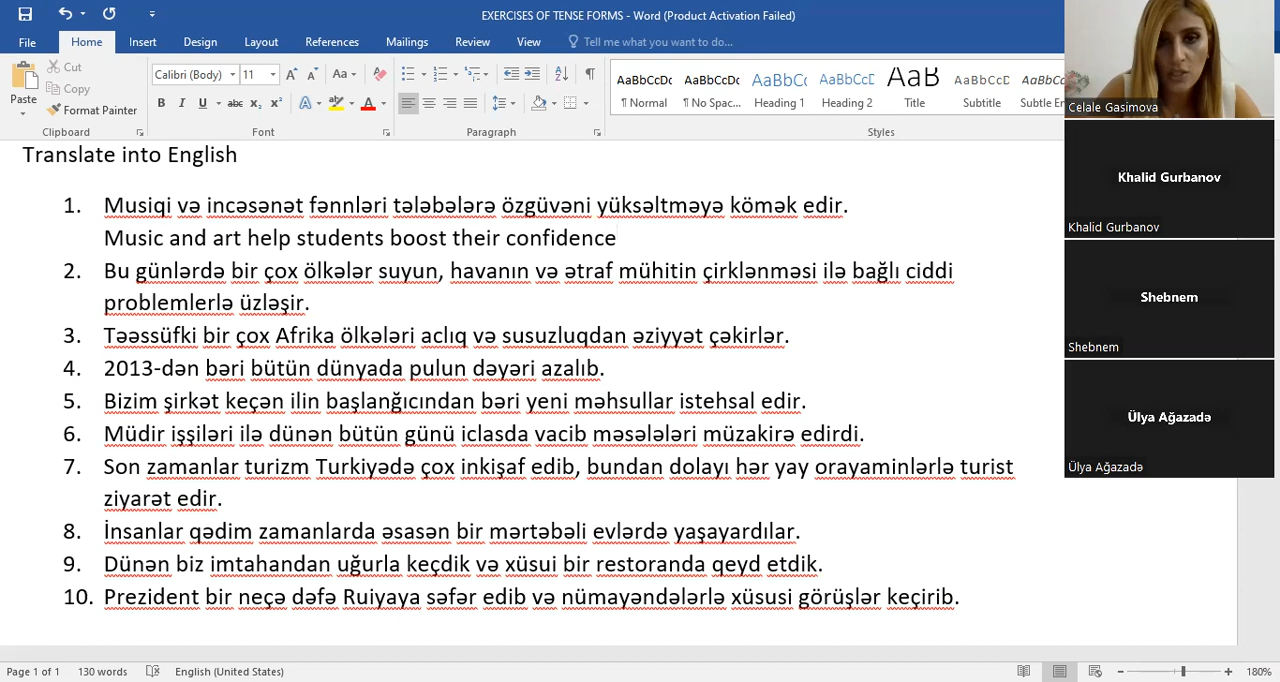 EXERCISES OF TENSE FORMS - Word (Product Activation Failed)
File Home Insert Design Layout References Mailings Review View Tell me what you want to do...
Cut
Copy
Format Painter
Paste
Calibri (Body) 11
AaBbCcDc AaBbCcDc AaBbCc AaBbCcD AaB AaBbCcD AaBbCc
¶ Normal ¶ No Spac... Heading 1 Heading 2 Title Subtitle Subtle Em
Clipboard Font Paragraph Styles
Translate into English
1. Musiqi və incəsənət fənnləri tələbələrə özgüvəni yüksəltməyə kömək edir.
Music and art help students boost their confidence
2. Bu günlərdə bir çox ölkələr suyun, havanın və ətraf mühitin çirklənməsi ilə bağlı ciddi
problemlerlə üzləşir.
3. Təəssüfki bir çox Afrika ölkələri aclıq və susuzluqdan əziyyət çəkirlər.
4. 2013-dən bəri bütün dünyada pulun dəyəri azalıb.
5. Bizim şirkət keçən ilin başlanğıcından bəri yeni məhsullar istehsal edir.
6. Müdir işşiləri ilə dünən bütün günü iclasda vacib məsələləri müzakirə edirdi.
7. Son zamanlar turizm Turkiyədə çox inkişaf edib, bundan dolayı hər yay orayaminlərlə turist
ziyarət edir.
8. İnsanlar qədim zamanlarda əsasən bir mərtəbəli evlərdə yaşayardılar.
9. Dünən biz imtahandan uğurla keçdik və xüsui bir restoranda qeyd etdik.
10. Prezident bir neçə dəfə Ruiyaya səfər edib və nümayəndələrlə xüsusi görüşlər keçirib.
Celale Gasimova
Khalid Gurbanov
Khalid Gurbanov
Shebnem
Shebnem
Ülya Ağazadə
Ülya Ağazadə
Page 1 of 1 130 words English (United States) 180%